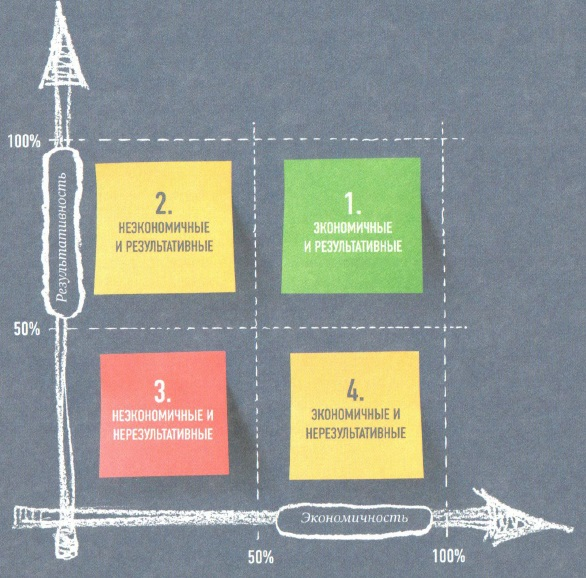 100%
Результативность
2.
НЕЭКОНОМИЧНЫЕ
И РЕЗУЛЬТАТИВНЫЕ
1.
ЭКОНОМИЧНЫЕ
И РЕЗУЛЬТАТИВНЫЕ
50%
3.
НЕЭКОНОМИЧНЫЕ И
НЕРЕЗУЛЬТАТИВНЫЕ
4.
ЭКОНОМИЧНЫЕ И
НЕРЕЗУЛЬТАТИВНЫЕ
Экономичность
50%
100%